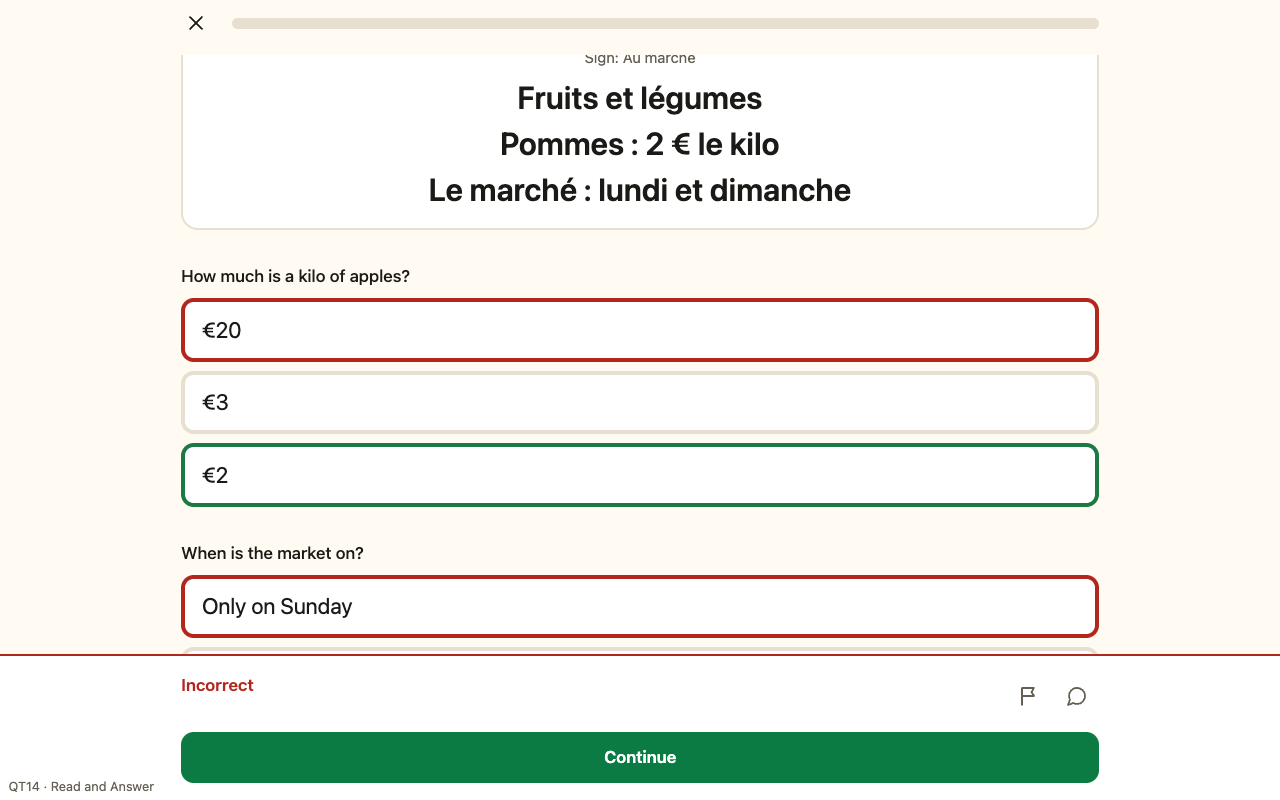 Sign: Au marché
Fruits et légumes
Pommes : 2 € le kilo
Le marché : lundi et dimanche
How much is a kilo of apples?
€20
€3
€2
When is the market on?
Only on Sunday
Incorrect
Continue
QT14 · Read and Answer